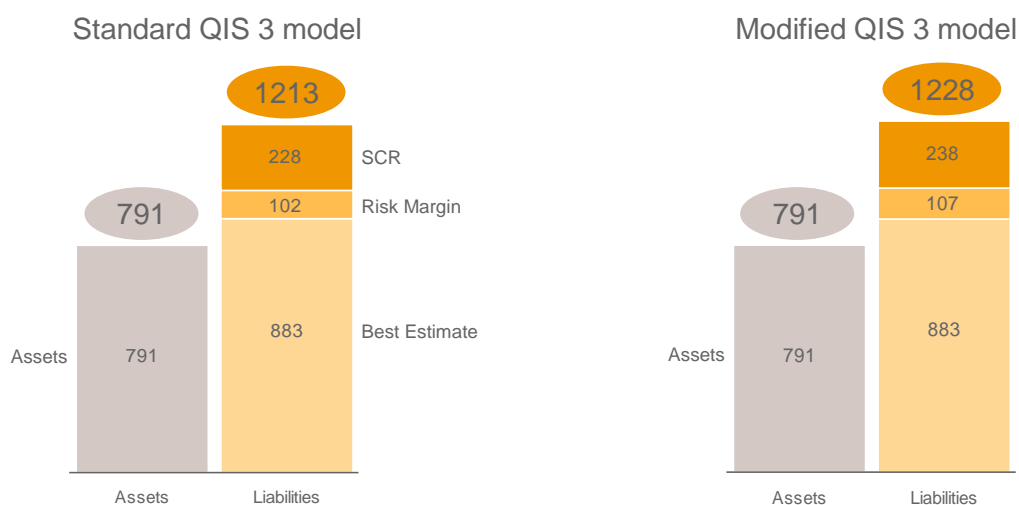 Standard QIS 3 model
1213
228
SCR
791
102
Risk Margin
883
Best Estimate
Assets
791
Assets
Liabilities
Modified QIS 3 model
1228
238
791
107
883
Assets
791
Assets
Liabilities